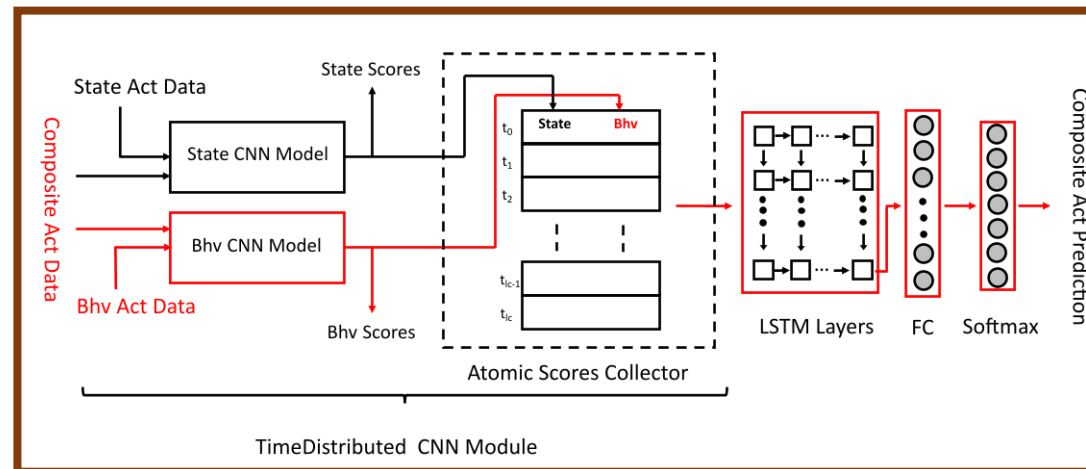 State Act Data
State Scores
Composite Act Data
State CNN Model
Bhv CNN Model
Bhv Act Data
Bhv Scores
State Bhv
t0
t1
t2
tlc-1
tlc
Atomic Scores Collector
TimeDistributed CNN Module
LSTM Layers
FC
Softmax
Composite Act Prediction